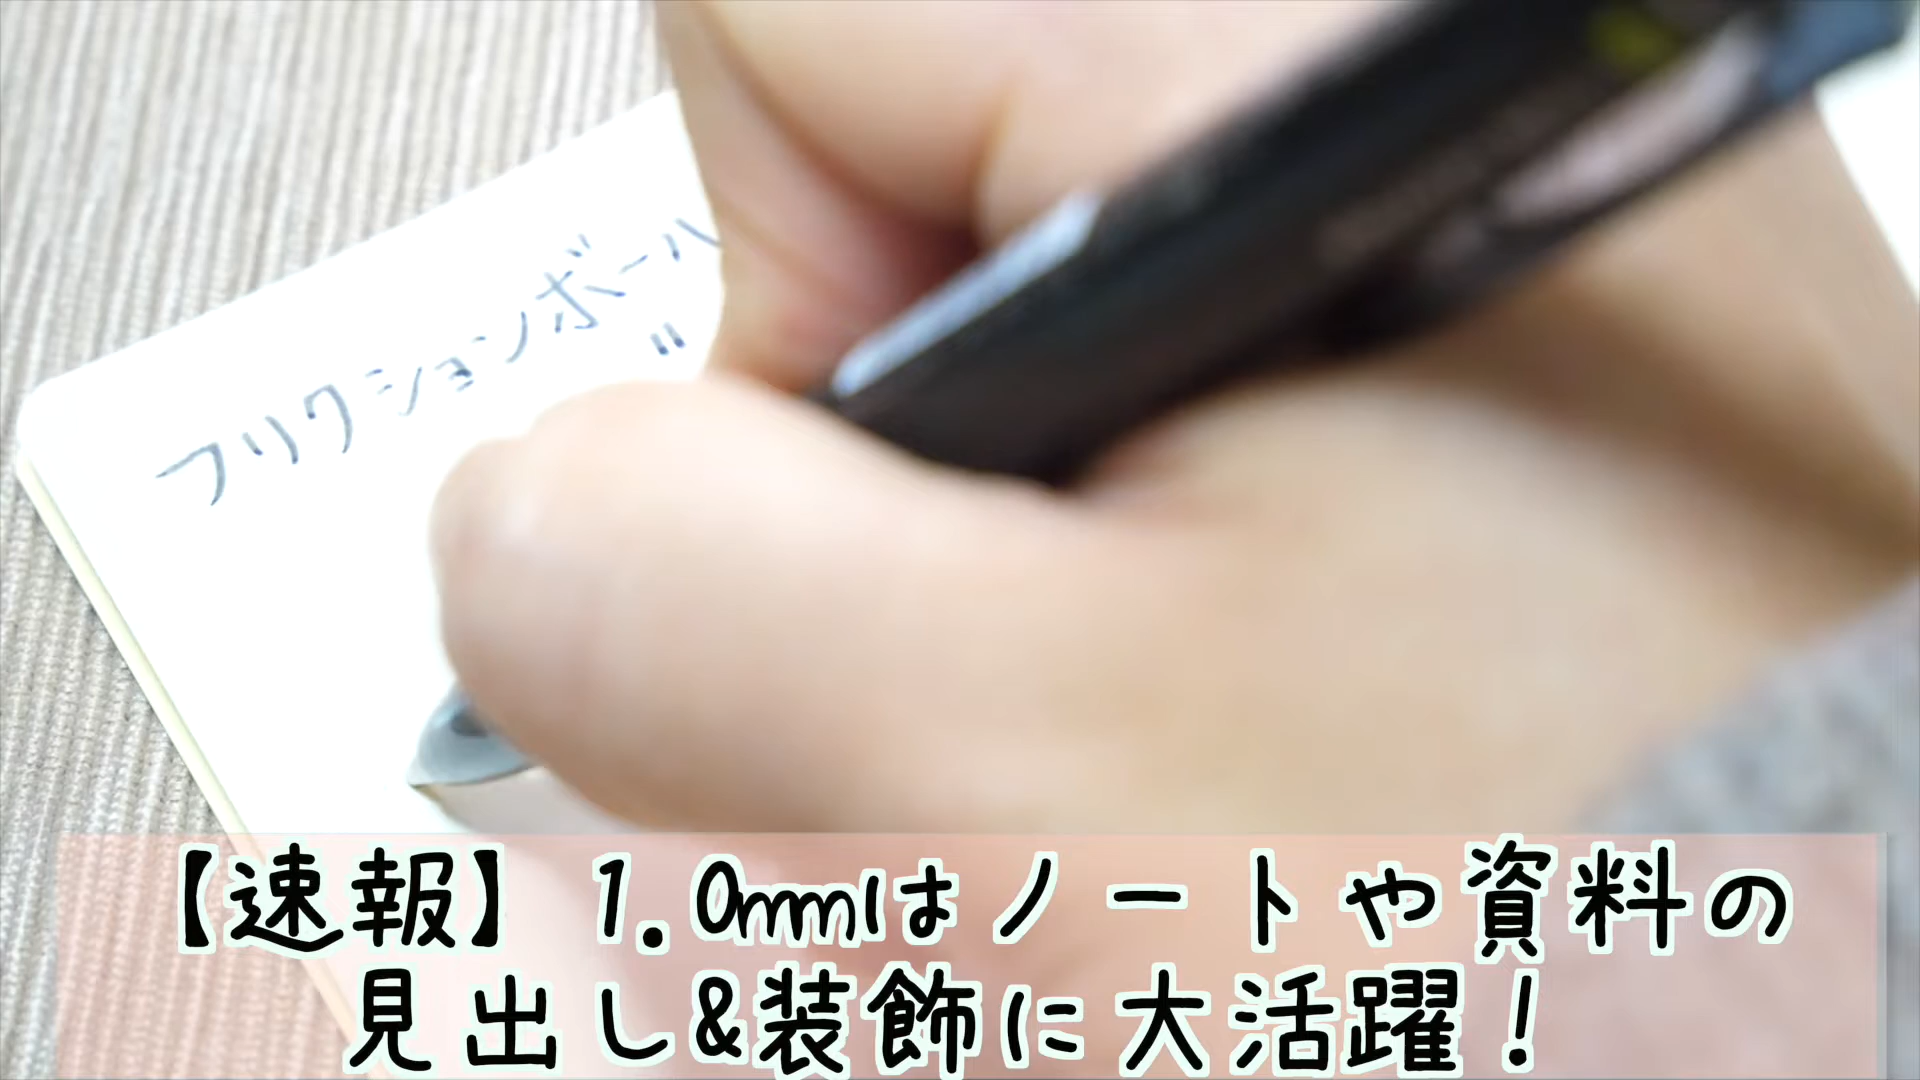 フリクションボール
【速報】1.0mmはノートや資料の
見出し&装飾に大活躍！